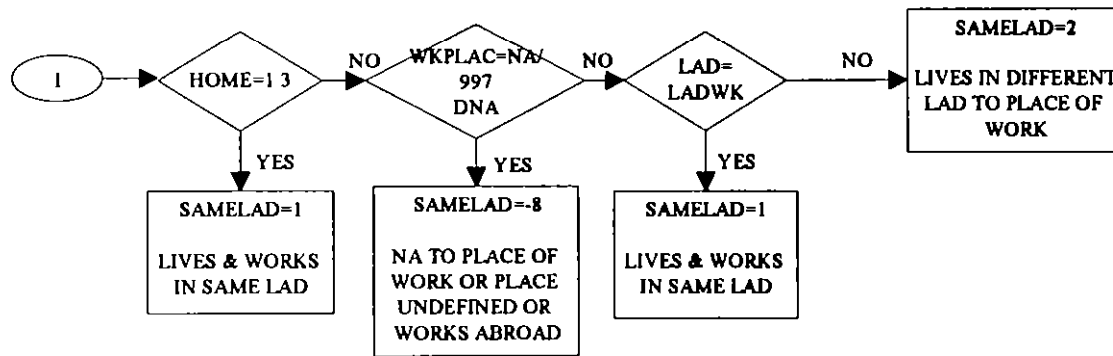 1
HOME=1 3
NO
YES
SAMELAD=1
LIVES & WORKS
IN SAME LAD
WKPLAC=NA/
997
DNA
NO
YES
SAMELAD=-8
NA TO PLACE OF
WORK OR PLACE
UNDEFINED OR
WORKS ABROAD
LAD=
LADWK
NO
YES
SAMELAD=1
LIVES & WORKS
IN SAME LAD
SAMELAD=2
LIVES IN DIFFERENT
LAD TO PLACE OF
WORK